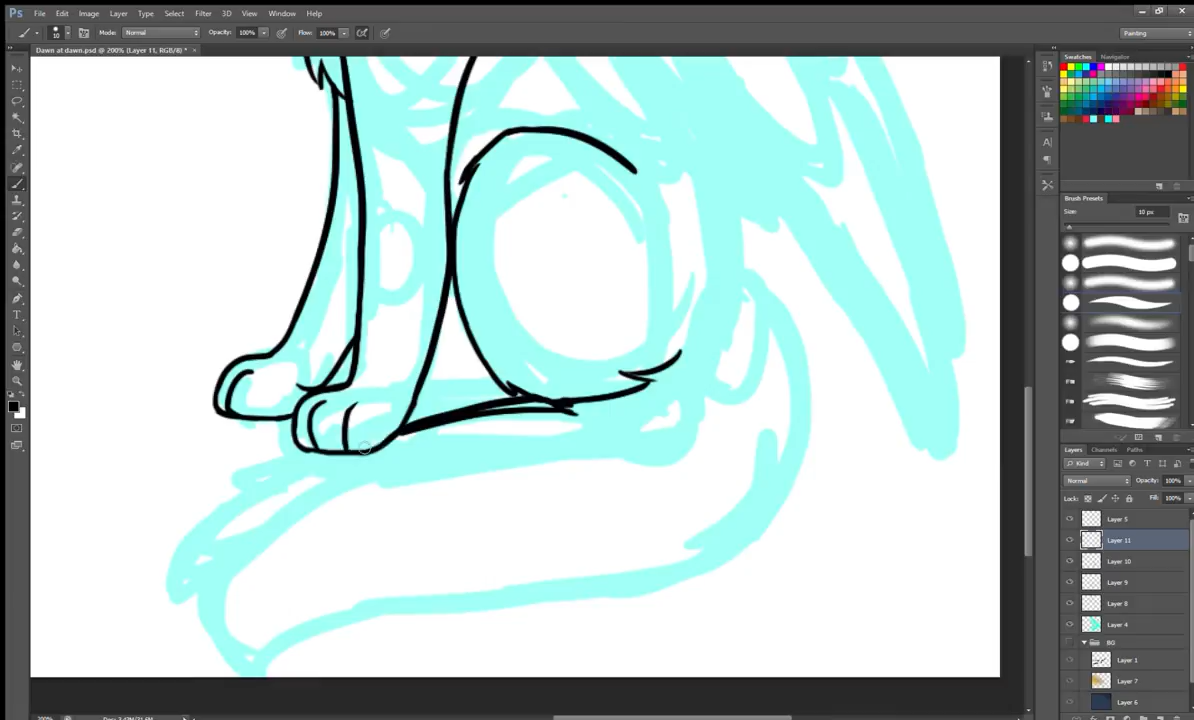 Ps File Edit Image Layer Type Select Filter 3D View Window Help
10 Mode: Normal Opacity: 100% Flow: 100% Painting
Dawn at dawn.psd @ 200% (Layer 11, RGB/8) *
Swatches Navigator
Brush Presets
Size: 10 px
Layers Channels Paths
Kind
Normal Opacity: 100%
Lock: Fill: 100%
Layer 5
Layer 11
Layer 10
Layer 9
Layer 8
Layer 4
BG
Layer 1
Layer 7
Layer 6
200%